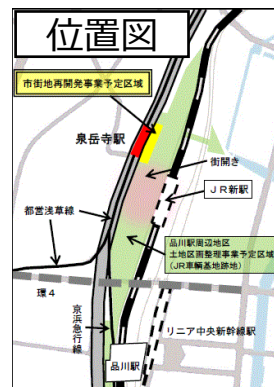 位置図
市街地再開発事業予定区域
泉岳寺駅
街開き
JR新駅
都営浅草線
品川駅周辺地区
土地区画整理事業予定区域
(JR車輌基地跡地)
環4
京浜急行線
リニア中央新幹線駅
品川駅